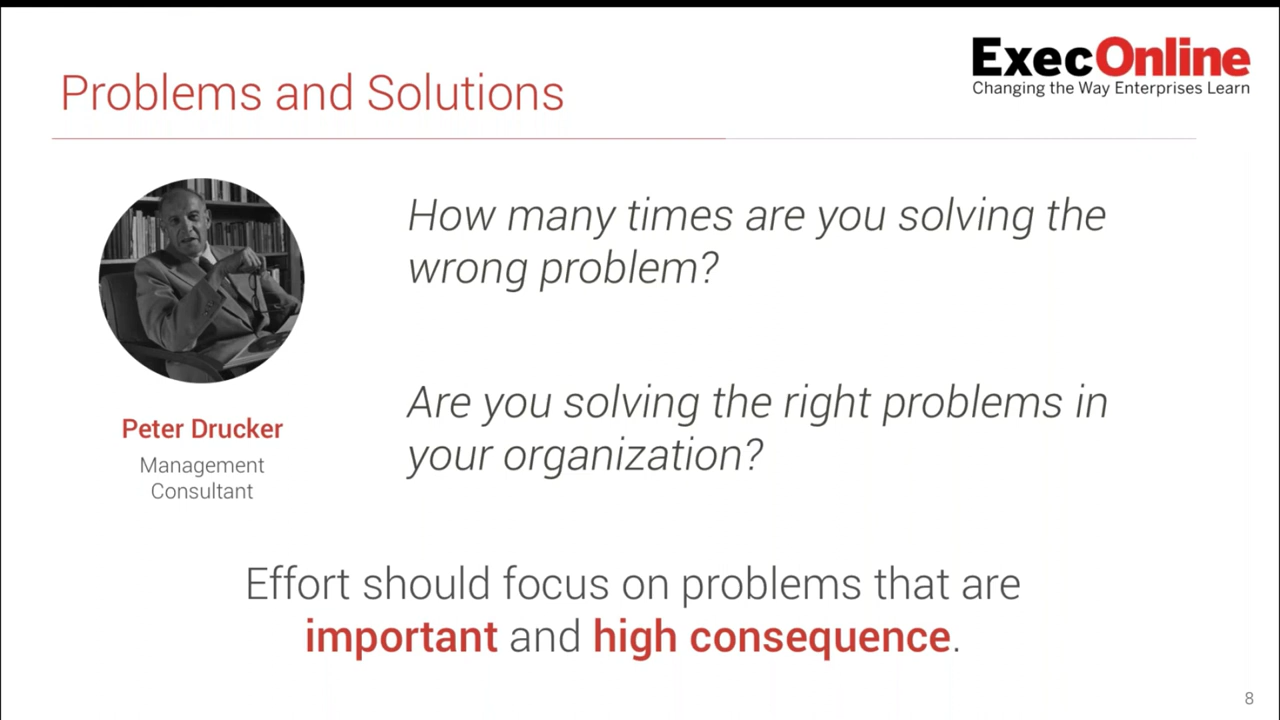 ExecOnline
Changing the Way Enterprises Learn
Problems and Solutions
Peter Drucker
Management
Consultant
How many times are you solving the
wrong problem?
Are you solving the right problems in
your organization?
Effort should focus on problems that are
important and high consequence.
8